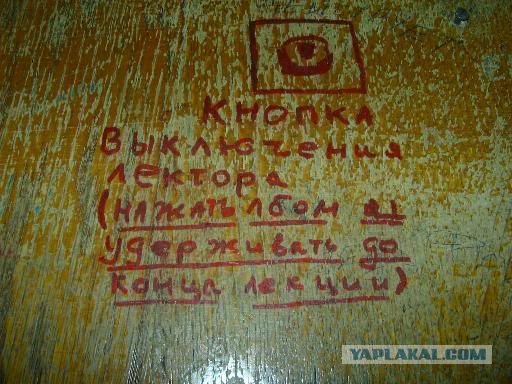 КНОПКА
ВЫКЛЮЧЕНИЯ
ЛЕКТОРА
(НАЖАТЬ ЛБОМ И
УДЕРЖИВАТЬ ДО
КОНЦА ЛЕКЦИИ)
YAPLAKAL.COM